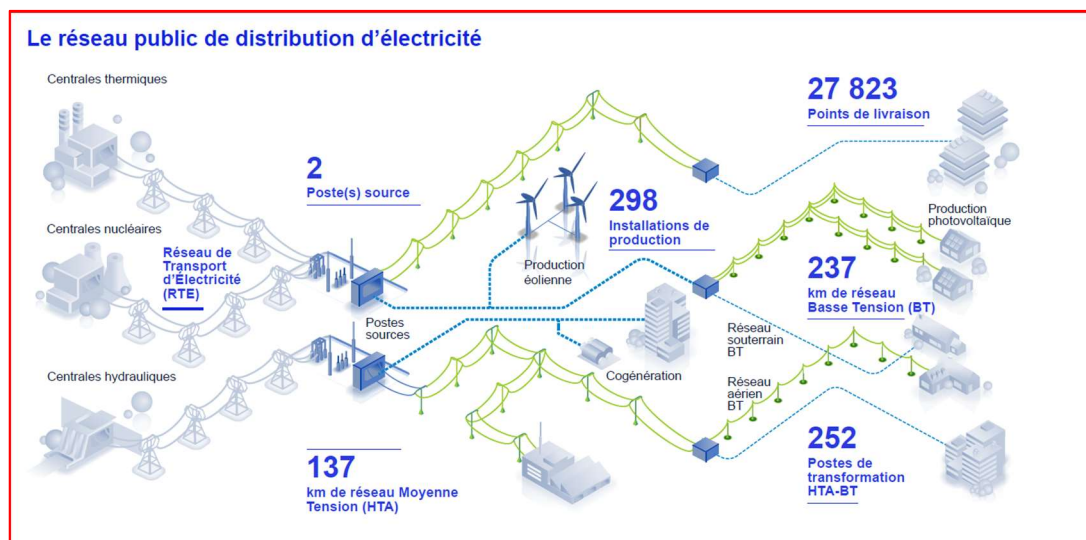 Le réseau public de distribution d’électricité
Centrales thermiques
27 823
Points de livraison
2
Poste(s) source
298
Installations de
production
Production
photovoltaïque
Centrales nucléaires
Réseau de
Transport
d’Électricité
(RTE)
Production
éolienne
237
km de réseau
Basse Tension (BT)
Postes
sources
Réseau
souterrain
BT
Centrales hydrauliques
Cogénération
Réseau
aérien
BT
137
km de réseau Moyenne
Tension (HTA)
252
Postes de
transformation
HTA-BT